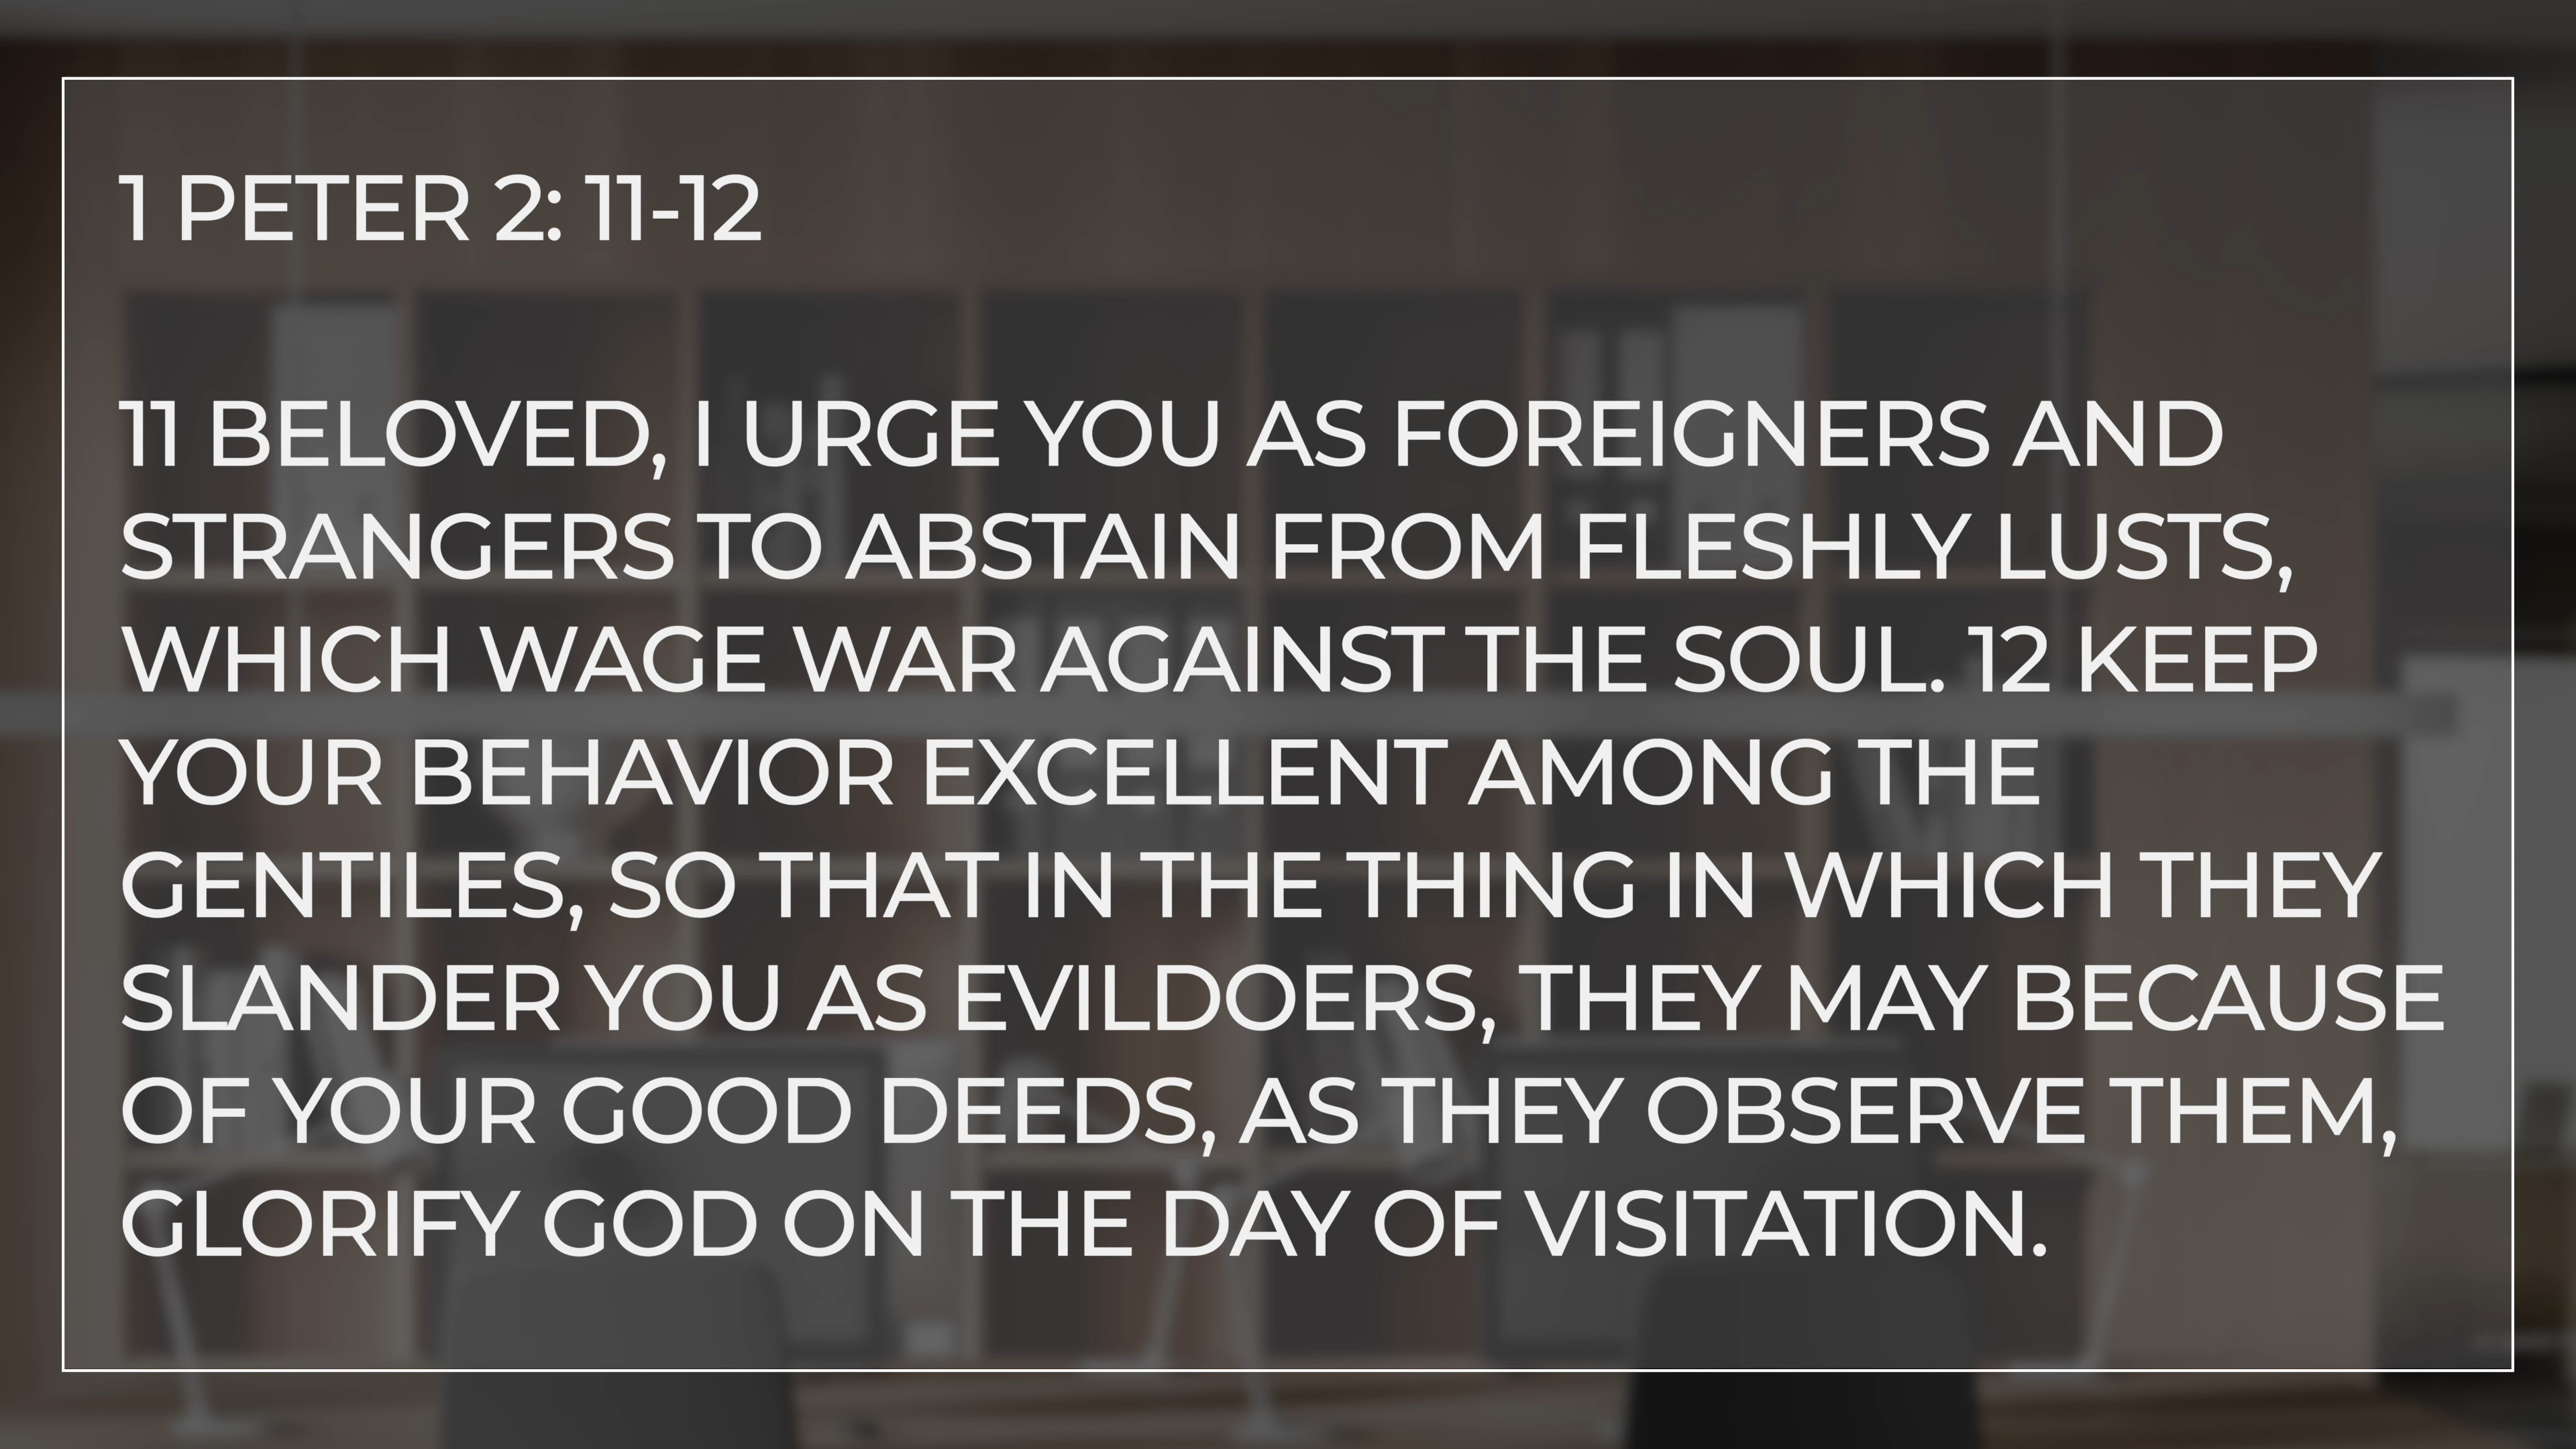 1 PETER 2: 11-12
11 BELOVED, I URGE YOU AS FOREIGNERS AND
STRANGERS TO ABSTAIN FROM FLESHLY LUSTS,
WHICH WAGE WAR AGAINST THE SOUL. 12 KEEP
YOUR BEHAVIOR EXCELLENT AMONG THE
GENTILES, SO THAT IN THE THING IN WHICH THEY
SLANDER YOU AS EVILDOERS, THEY MAY BECAUSE
OF YOUR GOOD DEEDS, AS THEY OBSERVE THEM,
GLORIFY GOD ON THE DAY OF VISITATION.